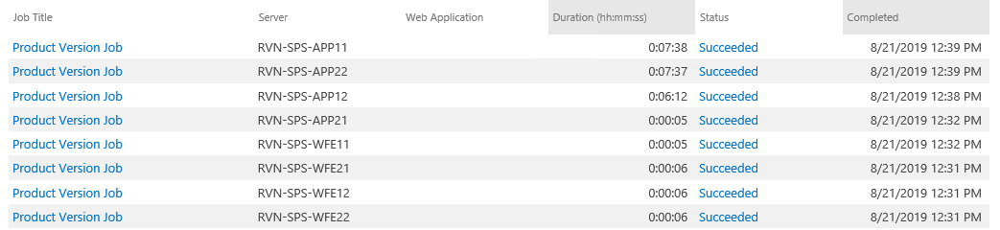 Job Title Server Web Application Duration (hh:mm:ss) Status Completed
Product Version Job RVN-SPS-APP11 0:07:38 Succeeded 8/21/2019 12:39 PM
Product Version Job RVN-SPS-APP22 0:07:37 Succeeded 8/21/2019 12:39 PM
Product Version Job RVN-SPS-APP12 0:06:12 Succeeded 8/21/2019 12:38 PM
Product Version Job RVN-SPS-APP21 0:00:05 Succeeded 8/21/2019 12:32 PM
Product Version Job RVN-SPS-WFE11 0:00:05 Succeeded 8/21/2019 12:32 PM
Product Version Job RVN-SPS-WFE21 0:00:06 Succeeded 8/21/2019 12:31 PM
Product Version Job RVN-SPS-WFE12 0:00:06 Succeeded 8/21/2019 12:31 PM
Product Version Job RVN-SPS-WFE22 0:00:06 Succeeded 8/21/2019 12:31 PM